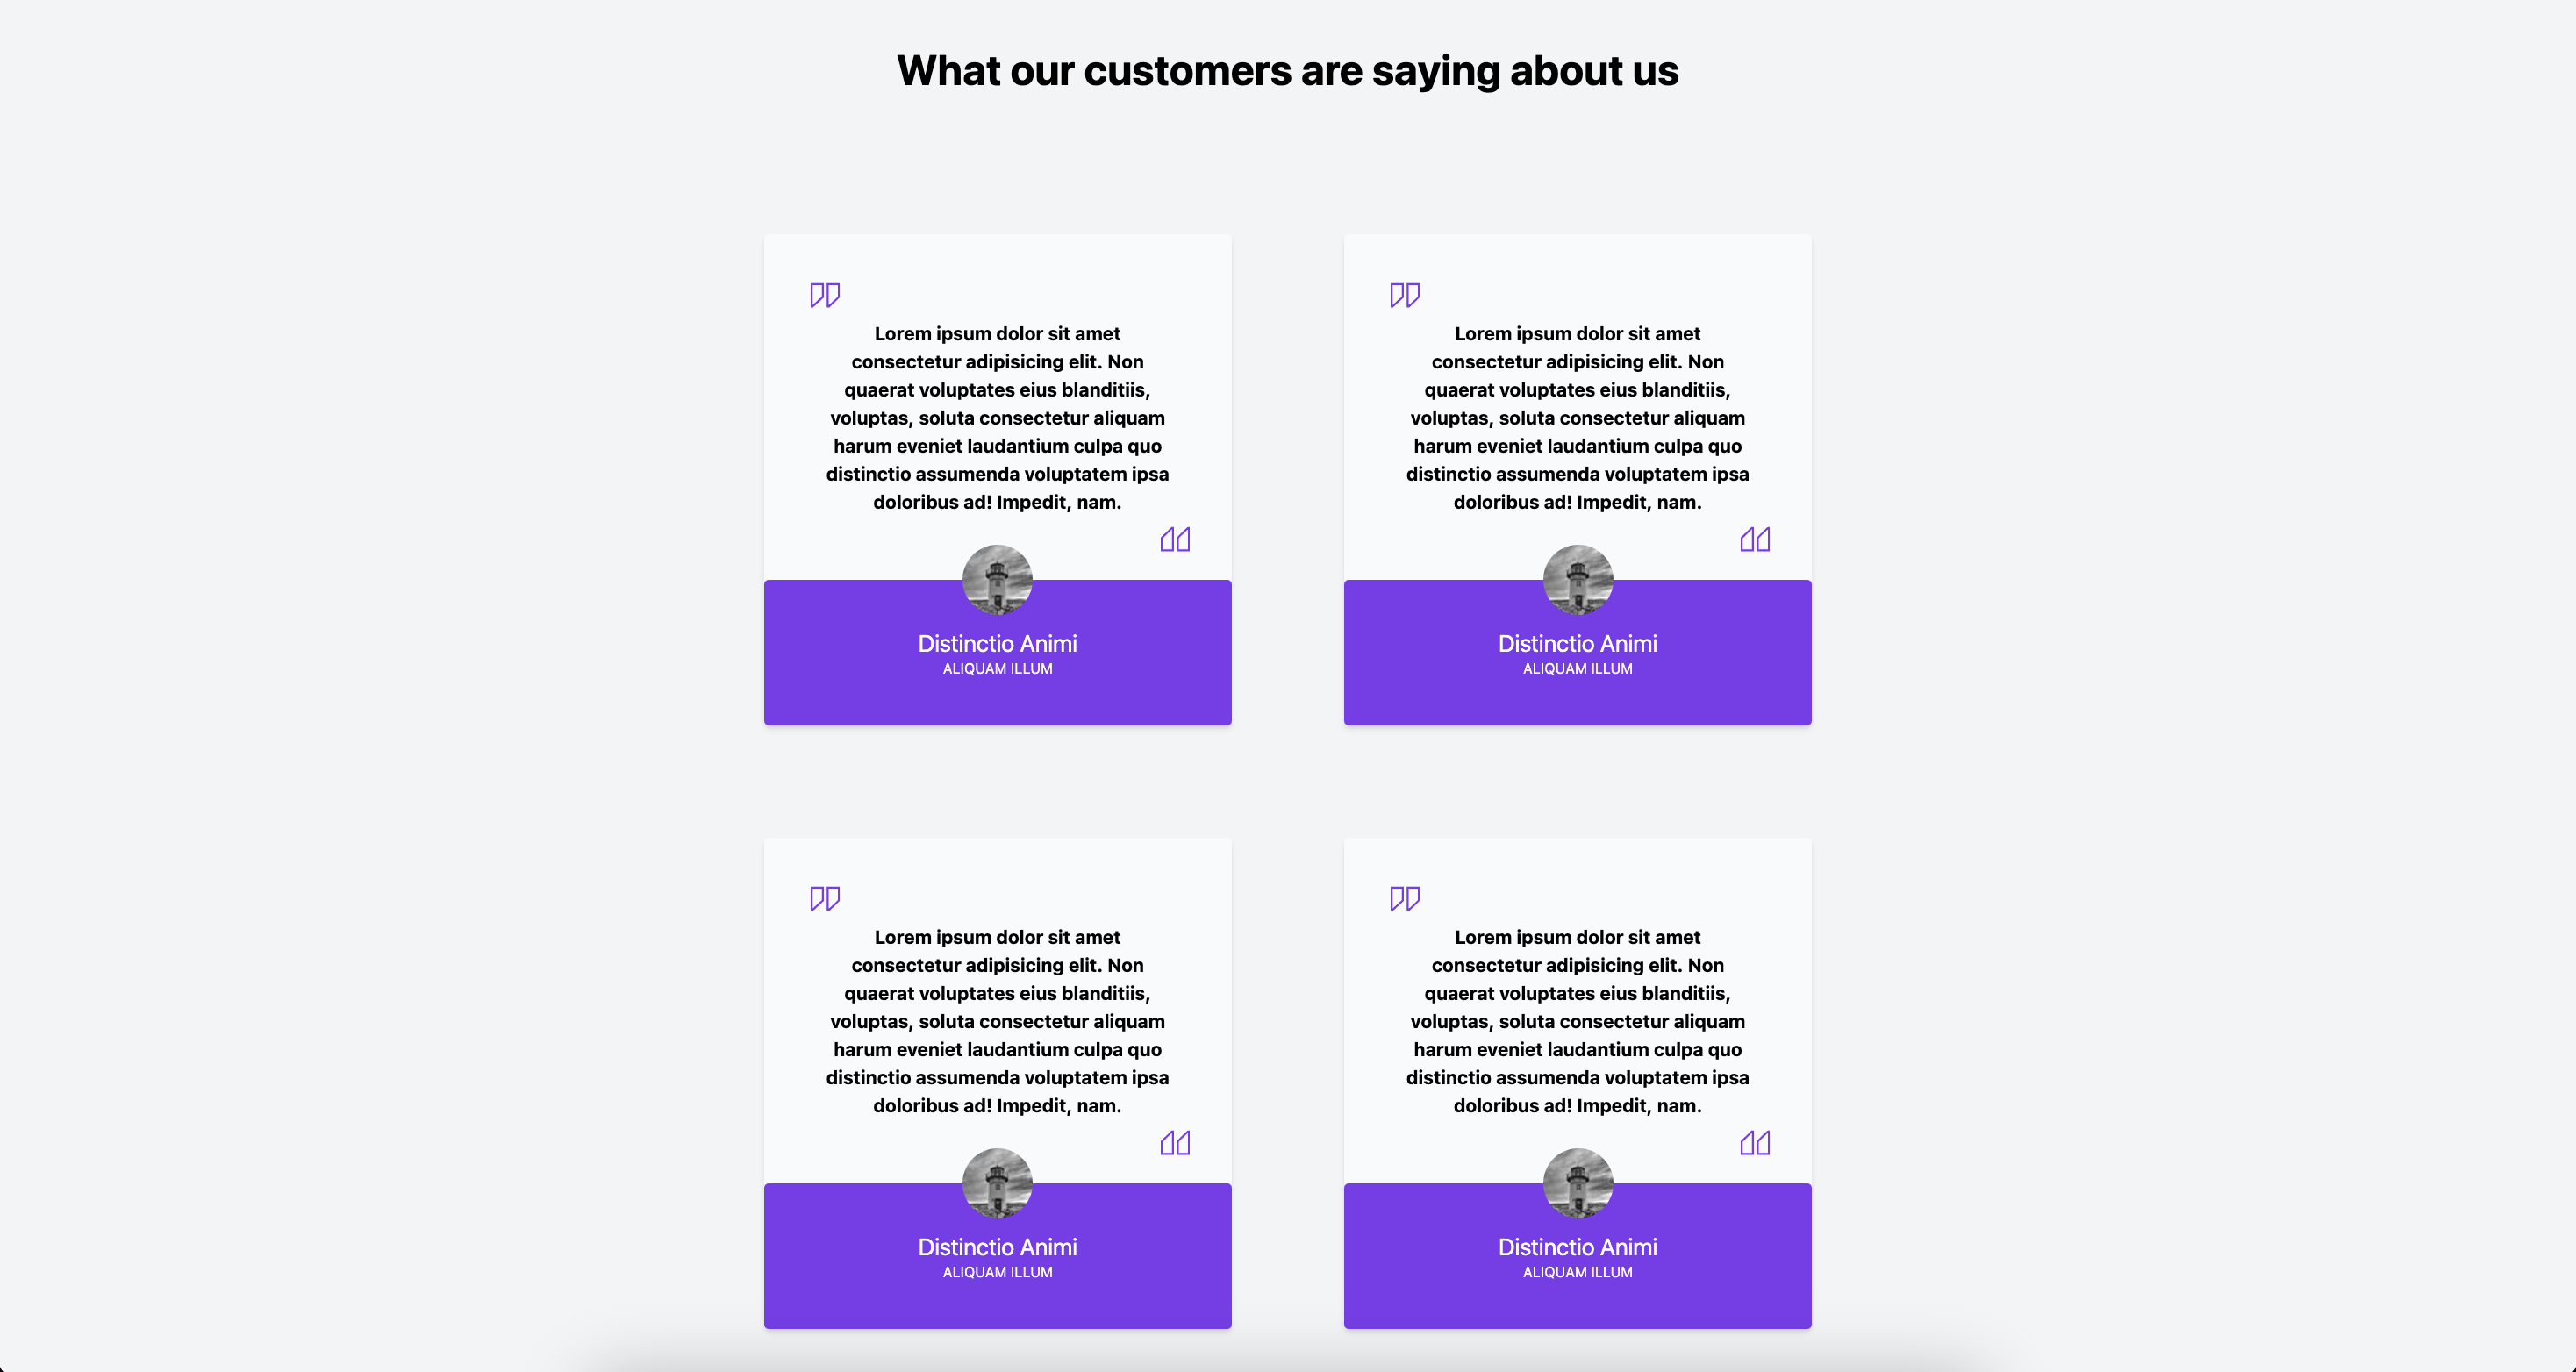 What our customers are saying about us
Lorem ipsum dolor sit amet
consectetur adipisicing elit. Non
quaerat voluptates eius blanditiis,
voluptas, soluta consectetur aliquam
harum eveniet laudantium culpa quo
distinctio assumenda voluptatem ipsa
doloribus ad! Impedit, nam.
Distinctio Animi
ALIQUAM ILLUM
Lorem ipsum dolor sit amet
consectetur adipisicing elit. Non
quaerat voluptates eius blanditiis,
voluptas, soluta consectetur aliquam
harum eveniet laudantium culpa quo
distinctio assumenda voluptatem ipsa
doloribus ad! Impedit, nam.
Distinctio Animi
ALIQUAM ILLUM
Lorem ipsum dolor sit amet
consectetur adipisicing elit. Non
quaerat voluptates eius blanditiis,
voluptas, soluta consectetur aliquam
harum eveniet laudantium culpa quo
distinctio assumenda voluptatem ipsa
doloribus ad! Impedit, nam.
Distinctio Animi
ALIQUAM ILLUM
Lorem ipsum dolor sit amet
consectetur adipisicing elit. Non
quaerat voluptates eius blanditiis,
voluptas, soluta consectetur aliquam
harum eveniet laudantium culpa quo
distinctio assumenda voluptatem ipsa
doloribus ad! Impedit, nam.
Distinctio Animi
ALIQUAM ILLUM